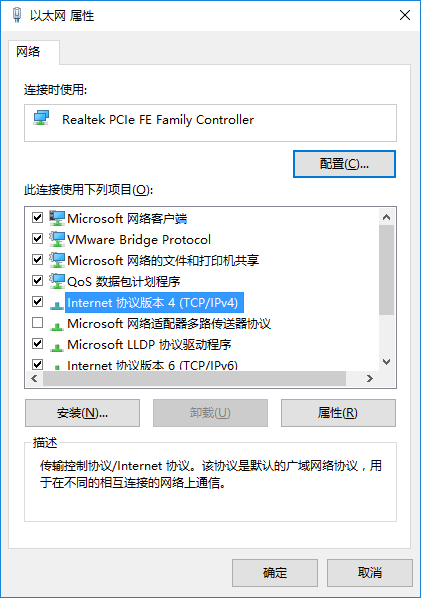 以太网 属性
网络
连接时使用:
Realtek PCIe FE Family Controller
配置(C)...
此连接使用下列项目(O):
Microsoft 网络客户端
VMware Bridge Protocol
Microsoft 网络的文件和打印机共享
QoS 数据包计划程序
Internet 协议版本 4 (TCP/IPv4)
Microsoft 网络适配器多路传送器协议
Microsoft LLDP 协议驱动程序
Internet 协议版本 6 (TCP/IPv6)
安装(N)...
卸载(U)
属性(R)
描述
传输控制协议/Internet 协议。该协议是默认的广域网络协议，用
于在不同的相互连接的网络上通信。
确定
取消